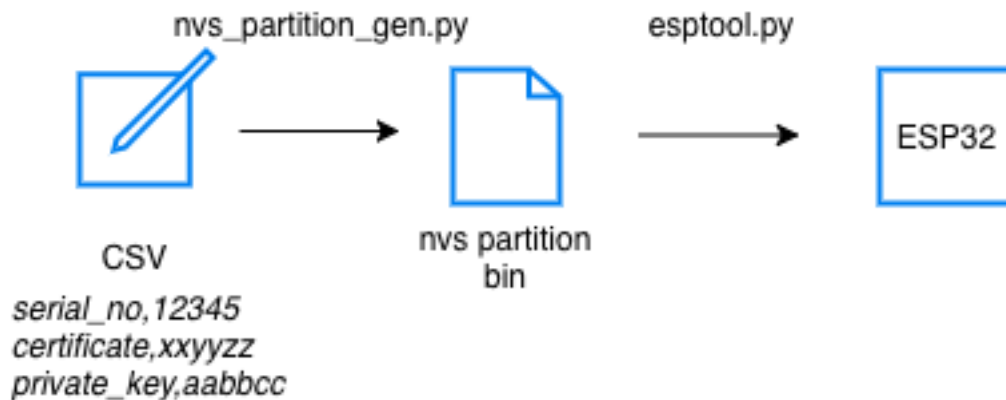 nvs_partition_gen.py
esptool.py
ESP32
CSV
serial_no,12345
certificate,xxyyzz
private_key,aabbcc
nvs partition
bin